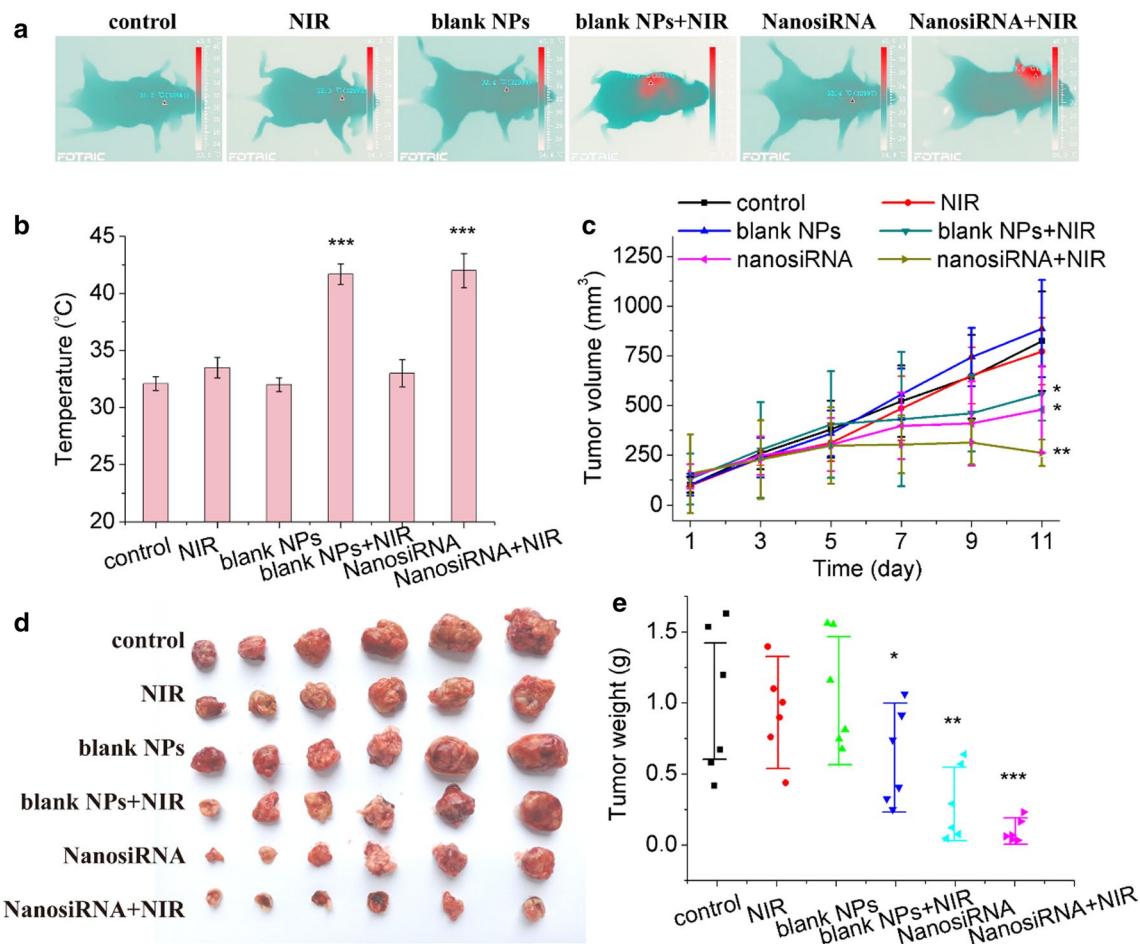 a
control NIR blank NPs blank NPs+NIR NanosiRNA NanosiRNA+NIR
FOTRIC FOTRIC FOTRIC FOTRIC FOTRIC FOTRIC
b
Temperature (°C)
45
40
35
30
25
20
*** ***
control NIR blank NPs blank NPs+NIR NanosiRNA NanosiRNA+NIR
c
control NIR
blank NPs blank NPs+NIR
nanosiRNA nanosiRNA+NIR
Tumor volume (mm³)
1250
1000
750
500
250
0
*
*
**
1 3 5 7 9 11
Time (day)
d
control
NIR
blank NPs
blank NPs+NIR
NanosiRNA
NanosiRNA+NIR
e
Tumor weight (g)
1.5
1.0
0.5
0.0
*
**
***
control NIR blank NPs blank NPs+NIR NanosiRNA NanosiRNA+NIR